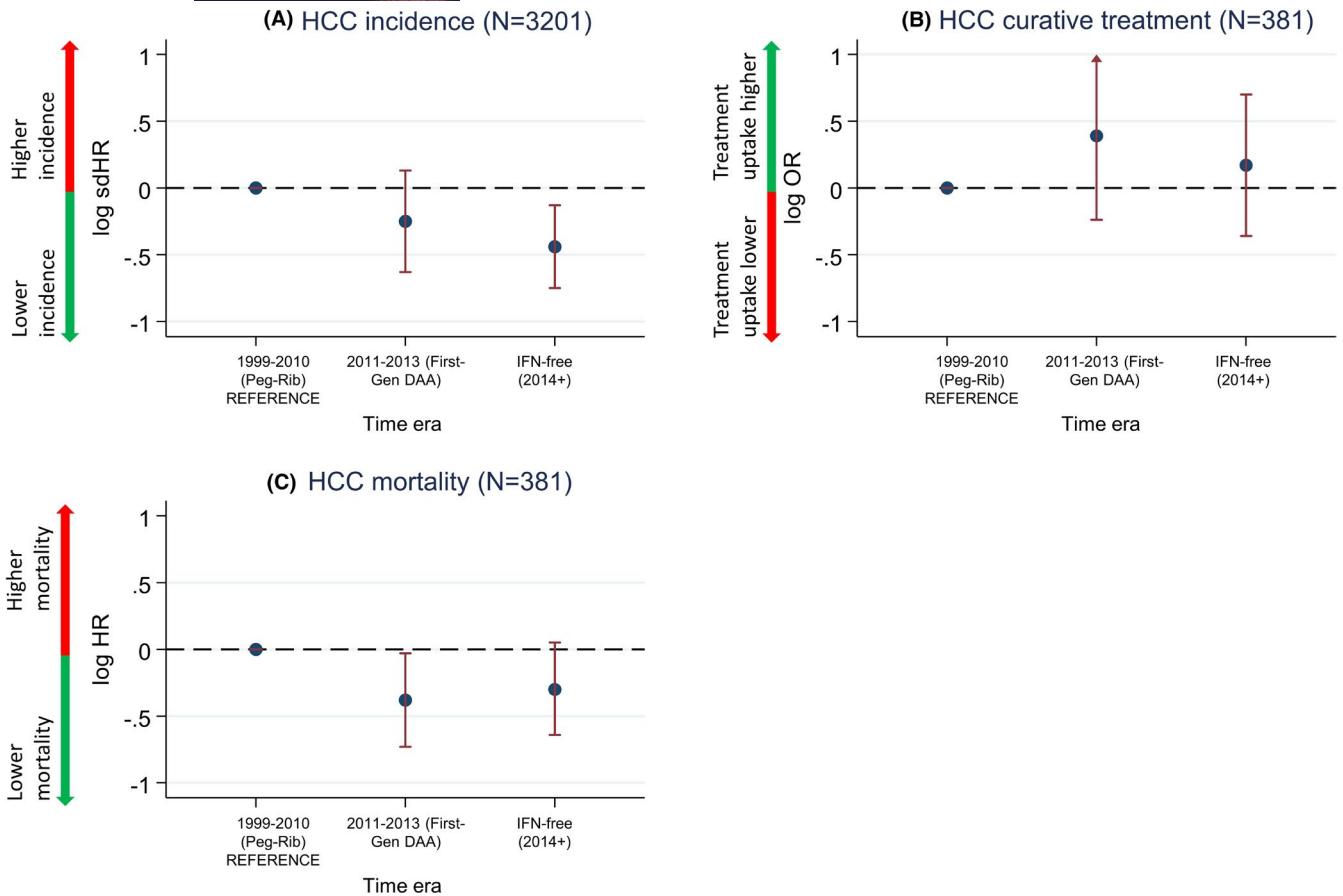 (A) HCC incidence (N=3201)
Higher
incidence
Lower
incidence
log sdHR
1
.5
0
-.5
-1
1999-2010
(Peg-Rib)
REFERENCE
2011-2013 (First-
Gen DAA)
IFN-free
(2014+)
Time era
(B) HCC curative treatment (N=381)
Treatment
uptake higher
Treatment
uptake lower
log OR
1
.5
0
-.5
-1
1999-2010
(Peg-Rib)
REFERENCE
2011-2013 (First-
Gen DAA)
IFN-free
(2014+)
Time era
(C) HCC mortality (N=381)
Higher
mortality
Lower
mortality
log HR
1
.5
0
-.5
-1
1999-2010
(Peg-Rib)
REFERENCE
2011-2013 (First-
Gen DAA)
IFN-free
(2014+)
Time era